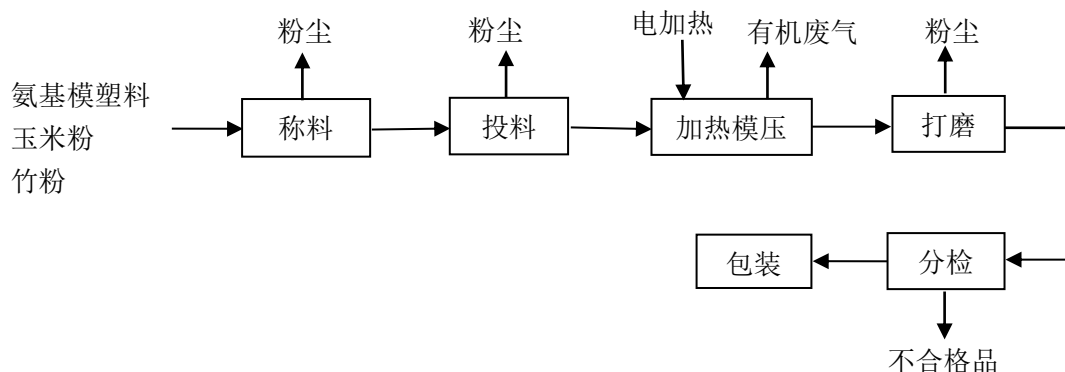 粉尘
粉尘
电加热
有机废气
粉尘
氨基模塑料
玉米粉
竹粉
称料
投料
加热模压
打磨
包装
分检
不合格品